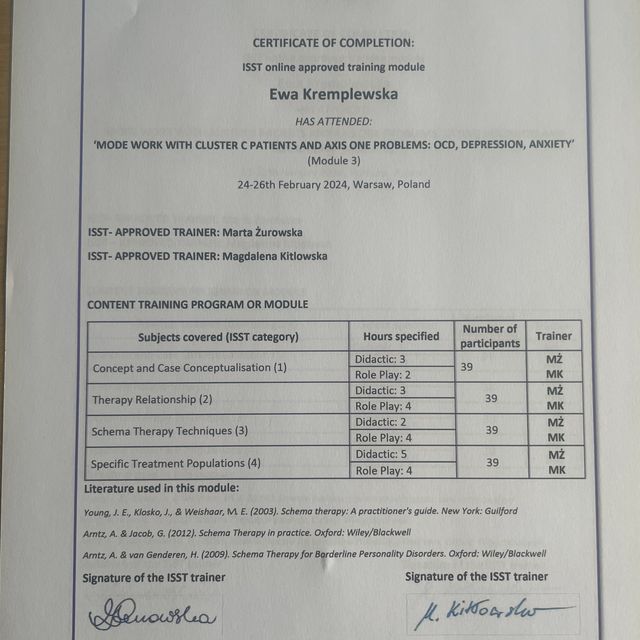 CERTIFICATE OF COMPLETION:
ISST online approved training module
Ewa Kremplewska
HAS ATTENDED:
'MODE WORK WITH CLUSTER C PATIENTS AND AXIS ONE PROBLEMS: OCD, DEPRESSION, ANXIETY'
(Module 3)
24-26th February 2024, Warsaw, Poland
ISST- APPROVED TRAINER: Marta Żurowska
ISST- APPROVED TRAINER: Magdalena Kitlowska
CONTENT TRAINING PROGRAM OR MODULE
Subjects covered (ISST category) Hours specified Number of participants Trainer
Concept and Case Conceptualisation (1) Didactic: 3 39 MŻ
Role Play: 2 MK
Therapy Relationship (2) Didactic: 3 39 MŻ
Role Play: 4 MK
Schema Therapy Techniques (3) Didactic: 2 39 MŻ
Role Play: 4 MK
Specific Treatment Populations (4) Didactic: 5 39 MŻ
Role Play: 4 MK
Literature used in this module:
Young, J. E., Klosko, J., & Weishaar, M. E. (2003). Schema therapy: A practitioner's guide. New York: Guilford
Arntz, A. & Jacob, G. (2012). Schema Therapy in practice. Oxford: Wiley/Blackwell
Arntz, A. & van Genderen, H. (2009). Schema Therapy for Borderline Personality Disorders. Oxford: Wiley/Blackwell
Signature of the ISST trainer Signature of the ISST trainer